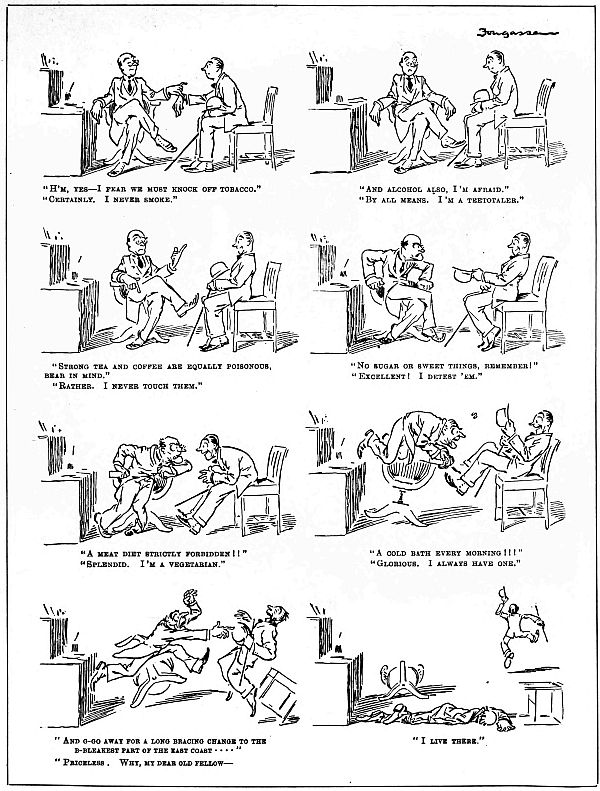 Fougasse
"H'm, yes—I fear we must knock off tobacco."
"Certainly. I never smoke."
"And alcohol also, I'm afraid."
"By all means. I'm a teetotaler."
"Strong tea and coffee are equally poisonous,
bear in mind."
"Rather. I never touch them."
"No sugar or sweet things, remember!"
"Excellent! I detest 'em."
"A meat diet strictly forbidden!!"
"Splendid. I'm a vegetarian."
"A cold bath every morning!!!"
"Glorious. I always have one."
"And g-go away for a long bracing change to the
b-bleakest part of the east coast ····"
"Priceless. Why, my dear old fellow—
"I live there."